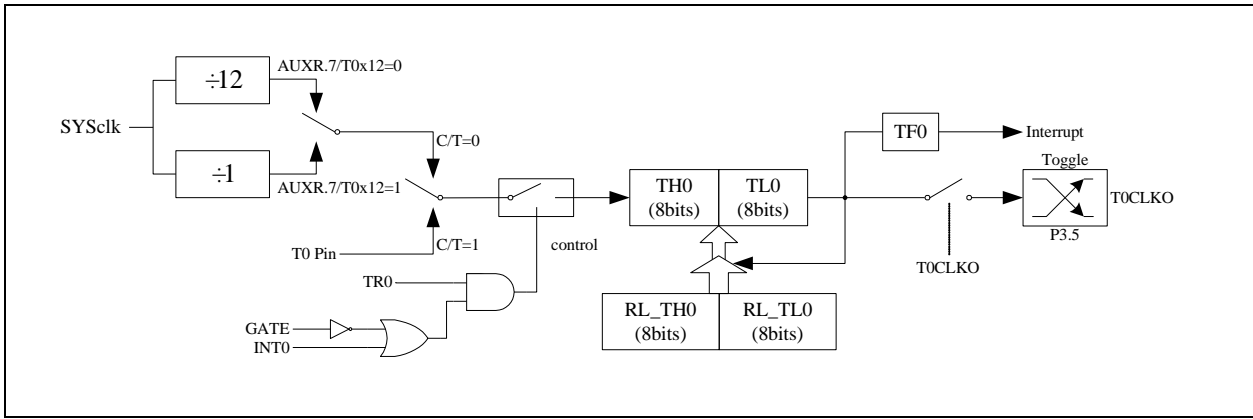 ÷12
AUXR.7/T0x12=0
SYSclk
÷1
AUXR.7/T0x12=1
C/T=0
T0 Pin
C/T=1
control
TR0
GATE
INT0
TH0
(8bits)
TL0
(8bits)
RL_TH0
(8bits)
RL_TL0
(8bits)
TF0
Interrupt
Toggle
T0CLKO
P3.5
T0CLKO